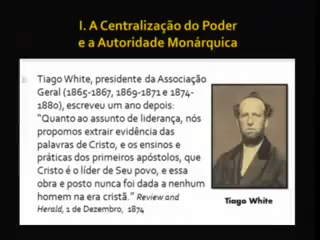 I. A Centralização do Poder
e a Autoridade Monárquica
Tiago White, presidente da Associação
Geral (1865-1867, 1869-1871 e 1874-
1880), escreveu um ano depois:
"Quanto ao assunto de liderança, nós
propomos extrair evidência das
palavras de Cristo, e os ensinos e
práticas dos primeiros apóstolos, que
Cristo é o líder de Seu povo, e essa
obra e posto nunca foi dada a nenhum
homem na era cristã." Review and
Herald, 1 de Dezembro, 1874
Tiago White